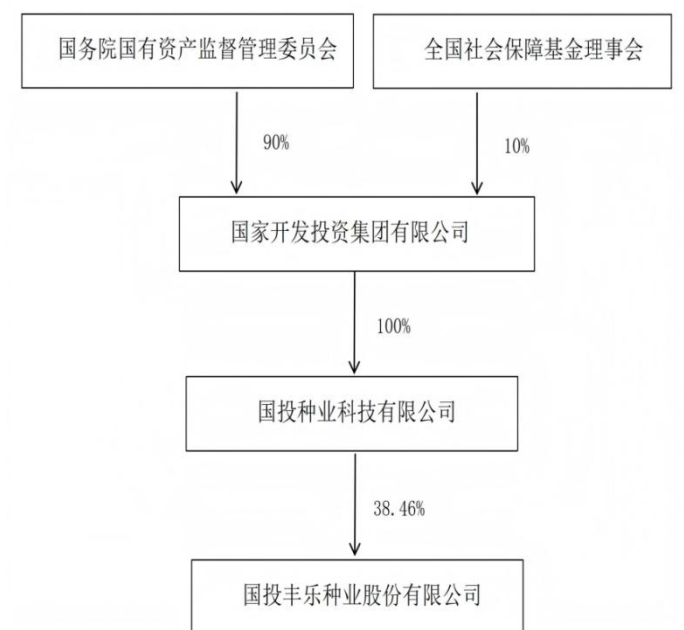 国务院国有资产监督管理委员会
全国社会保障基金理事会
90%
10%
国家开发投资集团有限公司
100%
国投种业科技有限公司
38.46%
国投丰乐种业股份有限公司